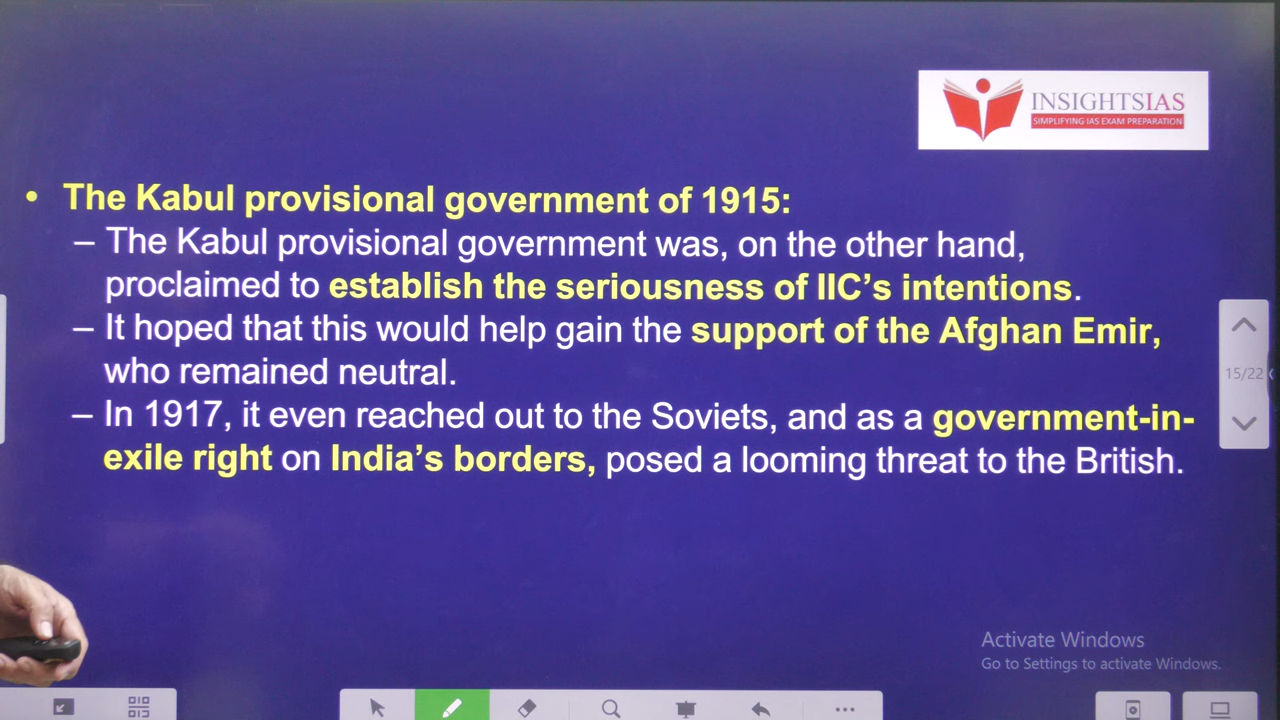 INSIGHTSIAS
SIMPLIFYING IAS EXAM PREPARATION
• The Kabul provisional government of 1915:
– The Kabul provisional government was, on the other hand,
proclaimed to establish the seriousness of IIC's intentions.
– It hoped that this would help gain the support of the Afghan Emir,
who remained neutral.
– In 1917, it even reached out to the Soviets, and as a government-in-
exile right on India's borders, posed a looming threat to the British.
15/22
Activate Windows
Go to Settings to activate Windows.